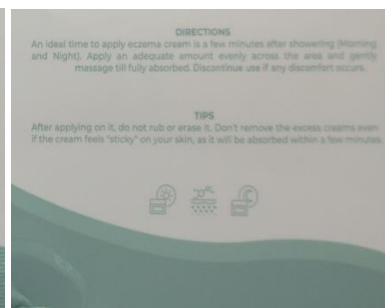 DIRECTIONS
An ideal time to apply eczema cream is a few minutes after showering (Morning
and Night). Apply an adequate amount evenly across the area and gently
massage till fully absorbed. Discontinue use if any discomfort occurs.
TIPS
After applying on it, do not rub or erase it. Don't remove the excess creams even
if the cream feels "sticky" on your skin, as it will be absorbed within a few minutes.